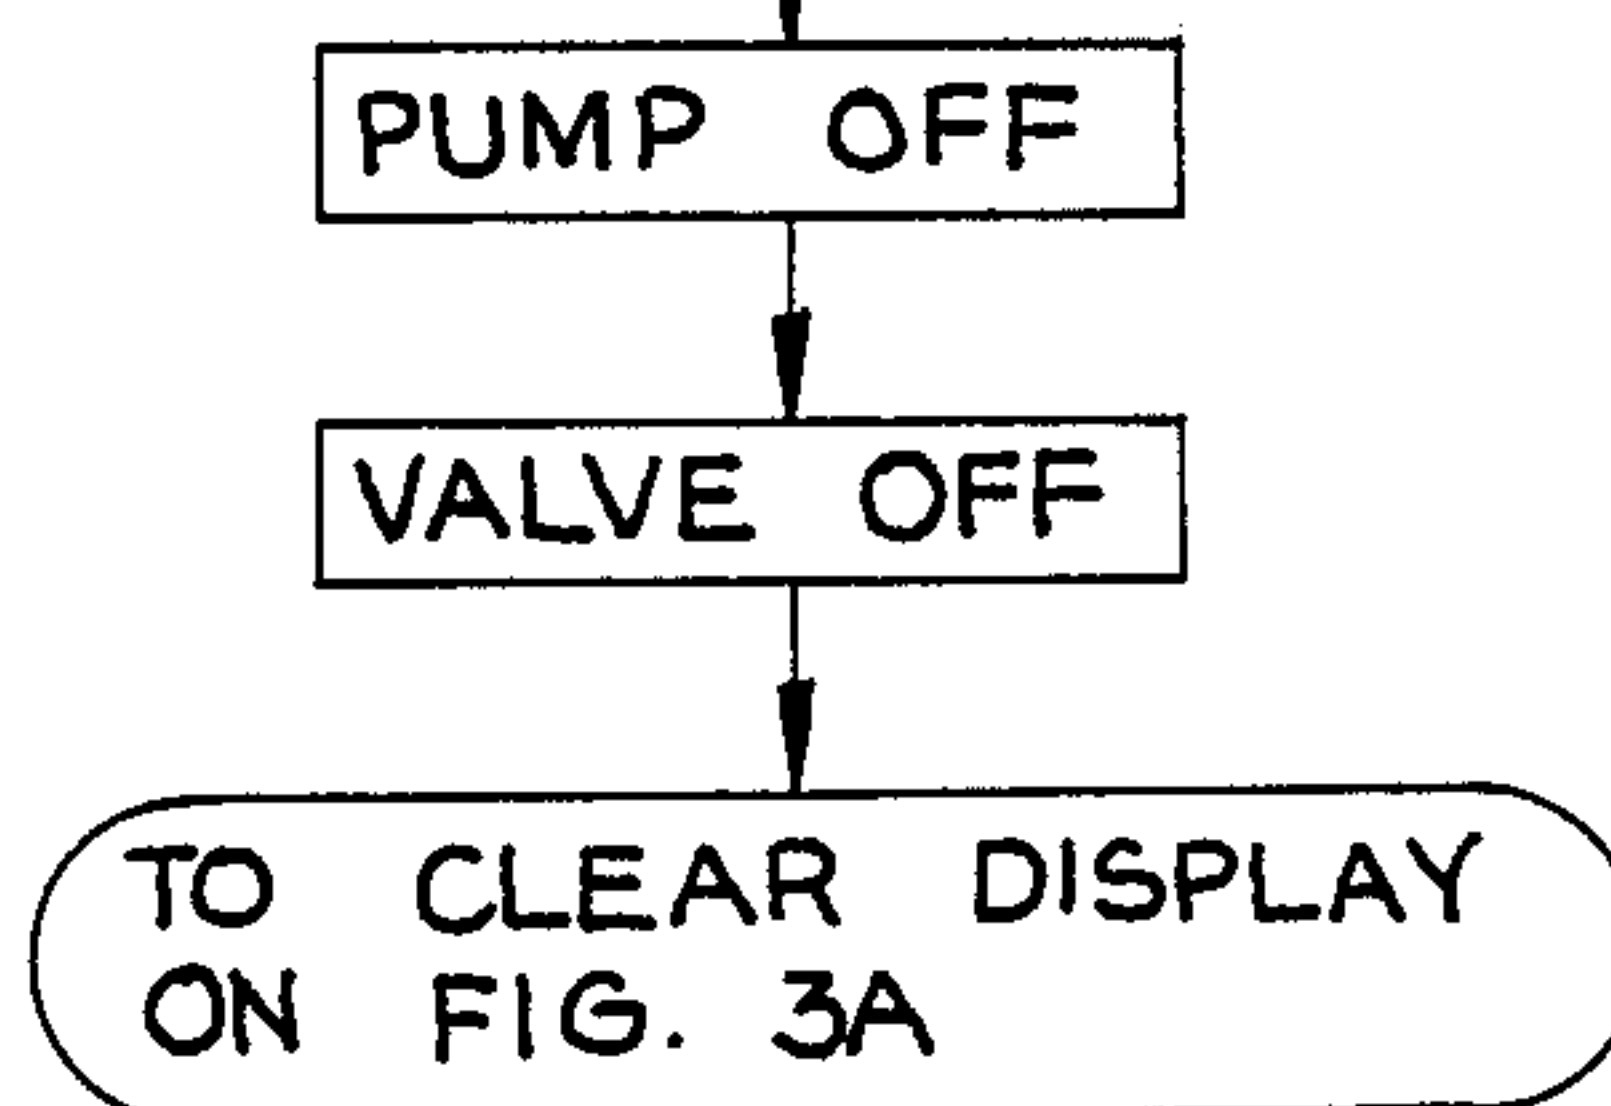 PUMP OFF
VALVE OFF
TO CLEAR DISPLAY
ON FIG. 3A